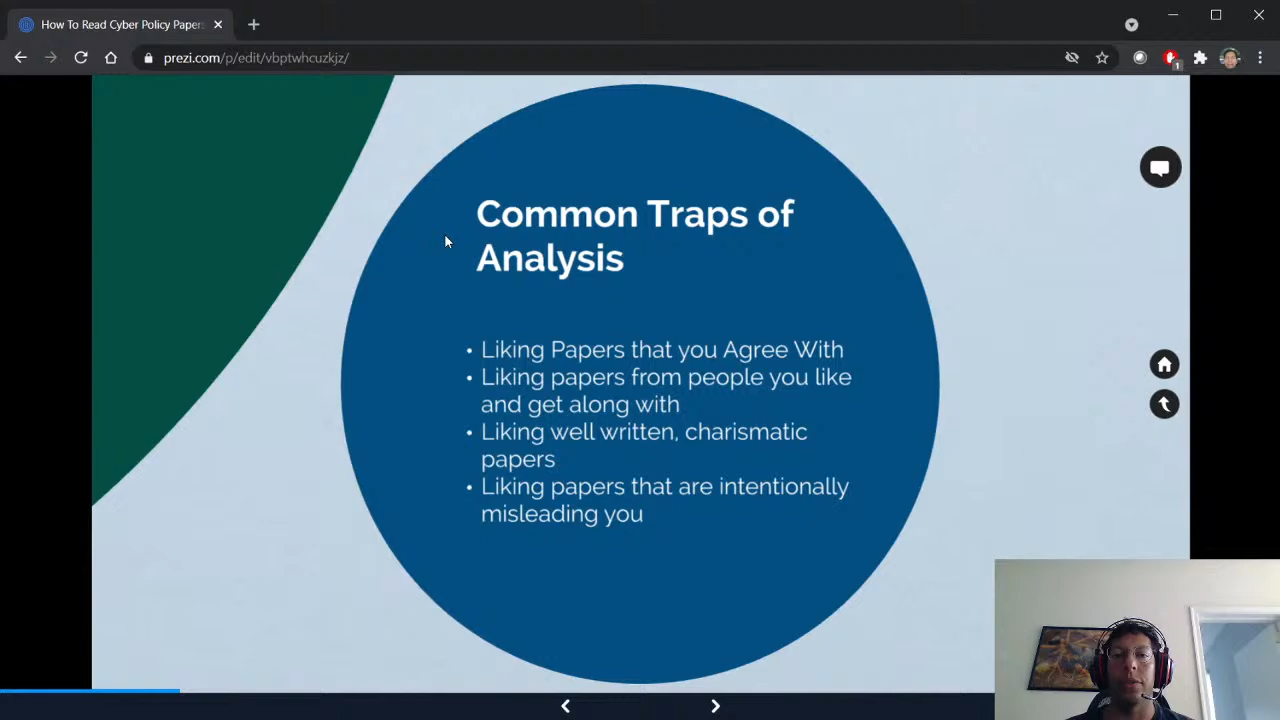 How To Read Cyber Policy Paper
prezi.com/p/edit/vbptwhcuzkjz/
1
Common Traps of
Analysis
• Liking Papers that you Agree With
• Liking papers from people you like
and get along with
• Liking well written, charismatic
papers
• Liking papers that are intentionally
misleading you